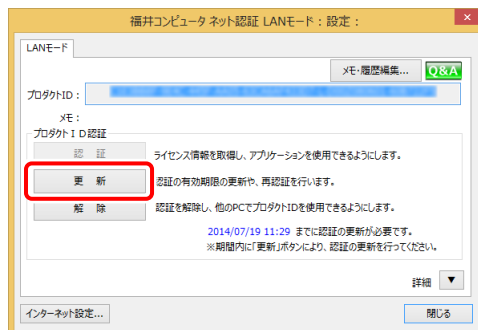 福井コンピュータ ネット認証 LANモード：設定：
LANモード
メモ・履歴編集... Q&A
プロダクトID：
メモ：
プロダクトＩＤ認証
認　証 ライセンス情報を取得し、アプリケーションを使用できるようにします。
更　新 認証の有効期限の更新や、再認証を行います。
解　除 認証を解除し、他のPCでプロダクトIDを使用できるようにします。
2014/07/19 11:29 までに認証の更新が必要です。
※期間内に「更新」ボタンにより、認証の更新を行ってください。
詳細 ▼
インターネット設定... 閉じる